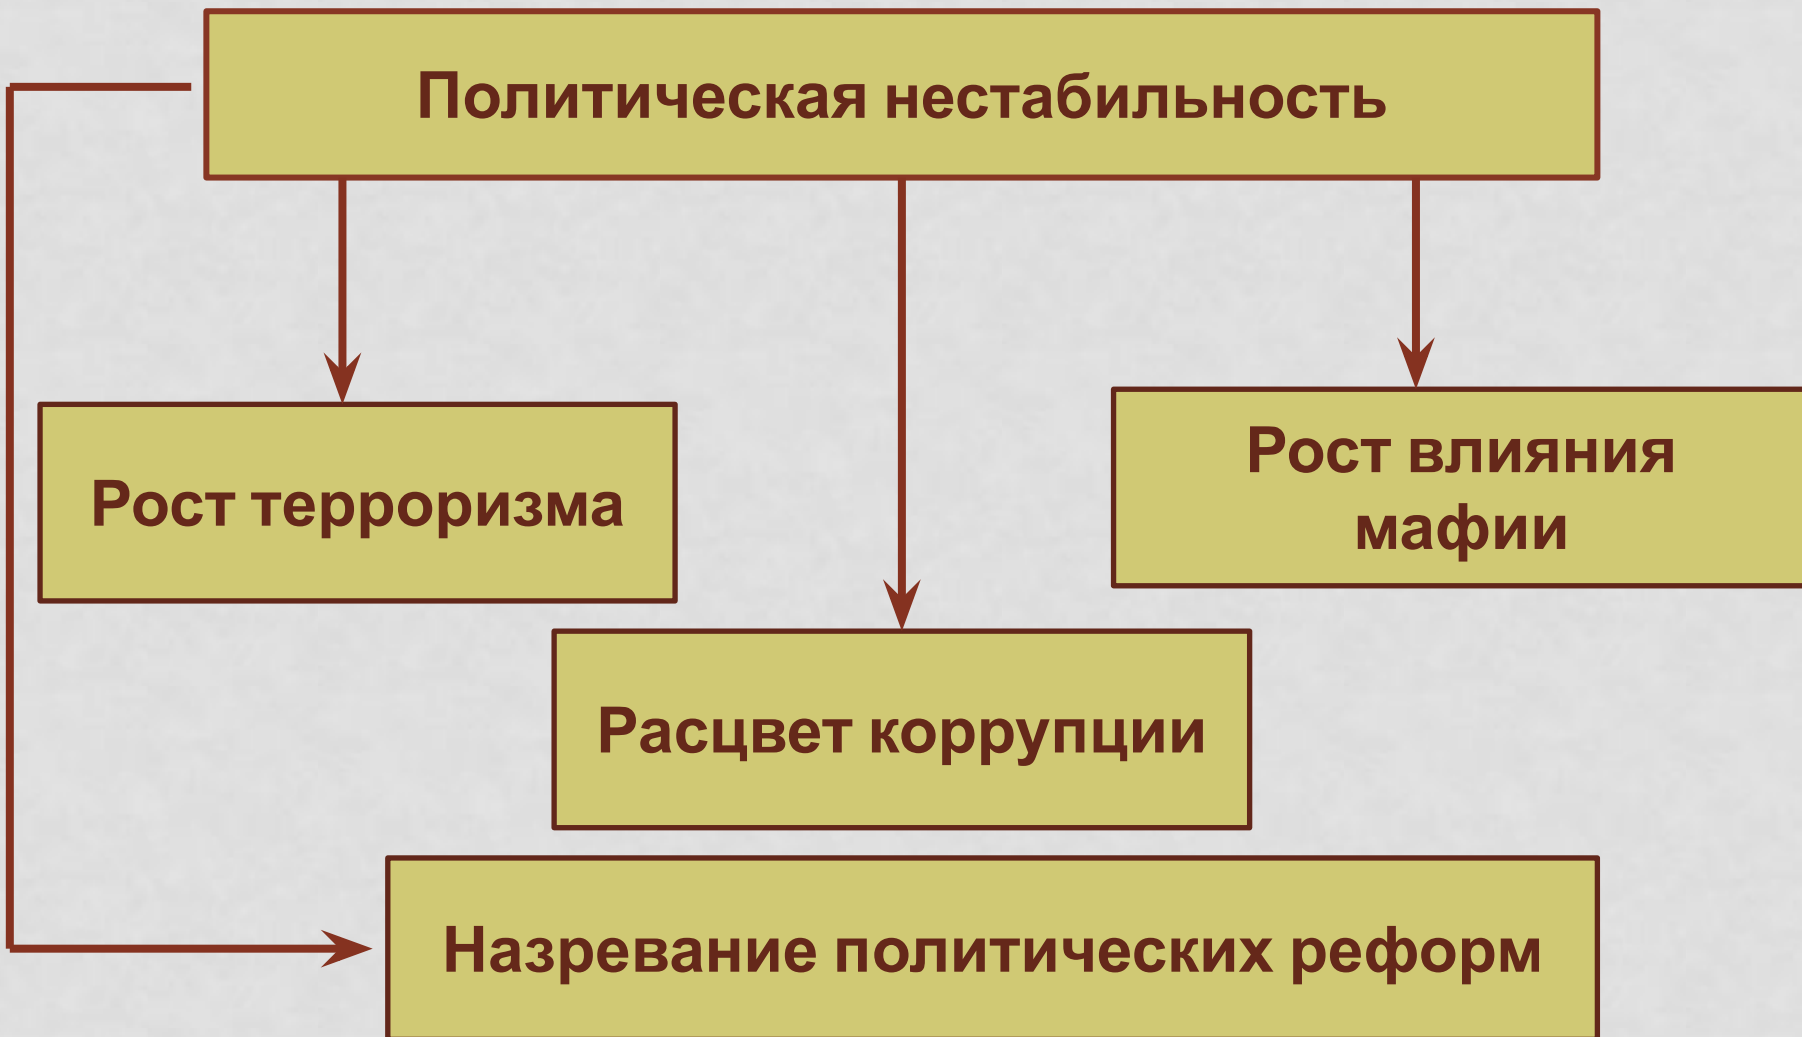 Политическая нестабильность
Рост терроризма
Рост влияния
мафии
Расцвет коррупции
Назревание политических реформ